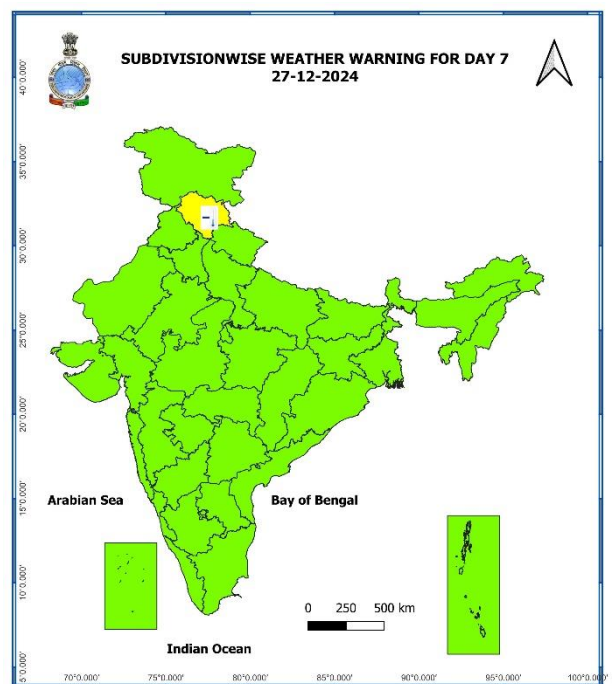 SUBDIVISIONWISE WEATHER WARNING FOR DAY 7
27-12-2024
40°0.000'
35°0.000'
30°0.000'
25°0.000'
20°0.000'
15°0.000'
10°0.000'
5°0.000'
Arabian Sea
Bay of Bengal
0 250 500 km
Indian Ocean
70°0.000' 75°0.000' 80°0.000' 85°0.000' 90°0.000' 95°0.000' 100°0.000'